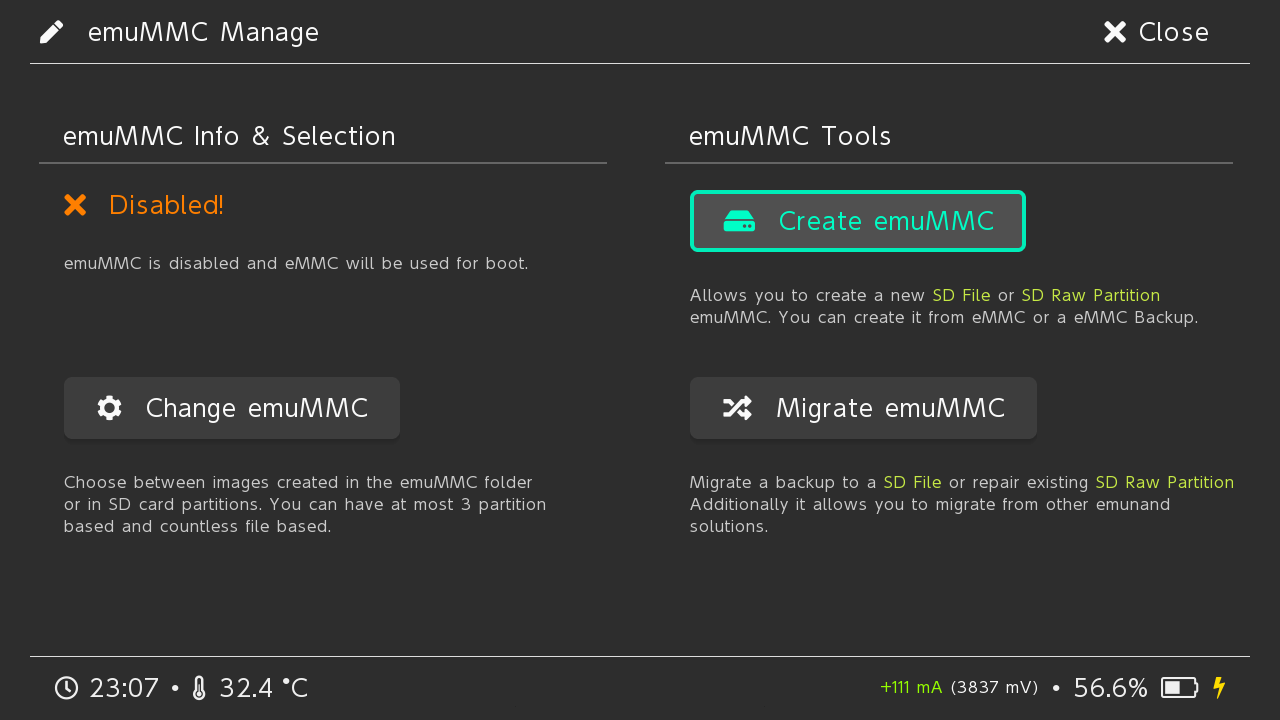 emuMMC Manage
Close
emuMMC Info & Selection
Disabled!
emuMMC is disabled and eMMC will be used for boot.
Change emuMMC
Choose between images created in the emuMMC folder
or in SD card partitions. You can have at most 3 partition
based and countless file based.
emuMMC Tools
Create emuMMC
Allows you to create a new SD File or SD Raw Partition
emuMMC. You can create it from eMMC or a eMMC Backup.
Migrate emuMMC
Migrate a backup to a SD File or repair existing SD Raw Partition
Additionally it allows you to migrate from other emunand
solutions.
23:07 • 32.4 °C
+111 mA (3837 mV) • 56.6%